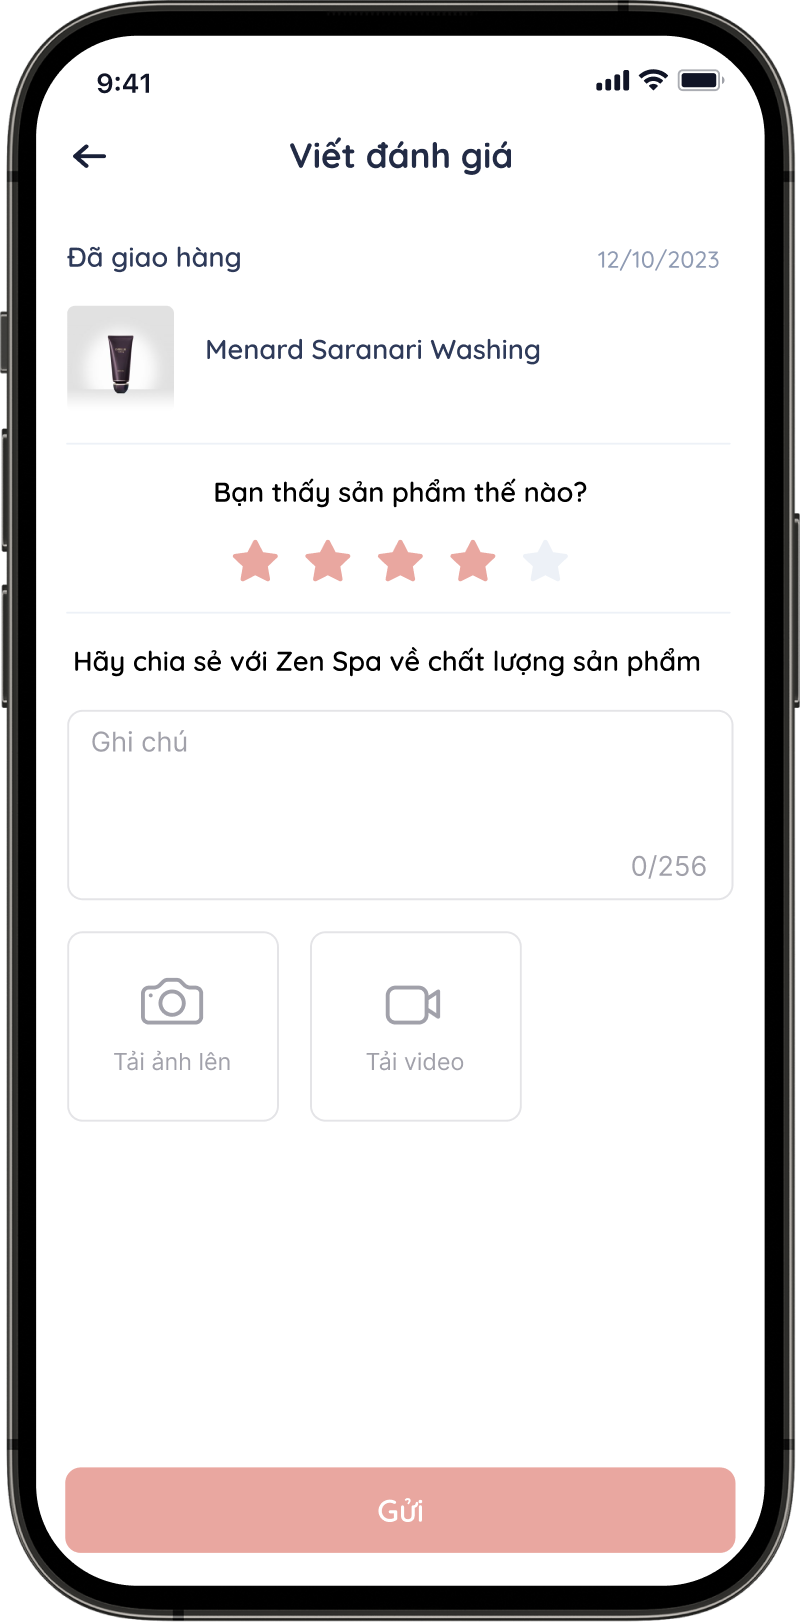 9:41
Viết đánh giá
Đã giao hàng
12/10/2023
Menard Saranari Washing
Bạn thấy sản phẩm thế nào?
Hãy chia sẻ với Zen Spa về chất lượng sản phẩm
Ghi chú
0/256
Tải ảnh lên
Tải video
Gửi